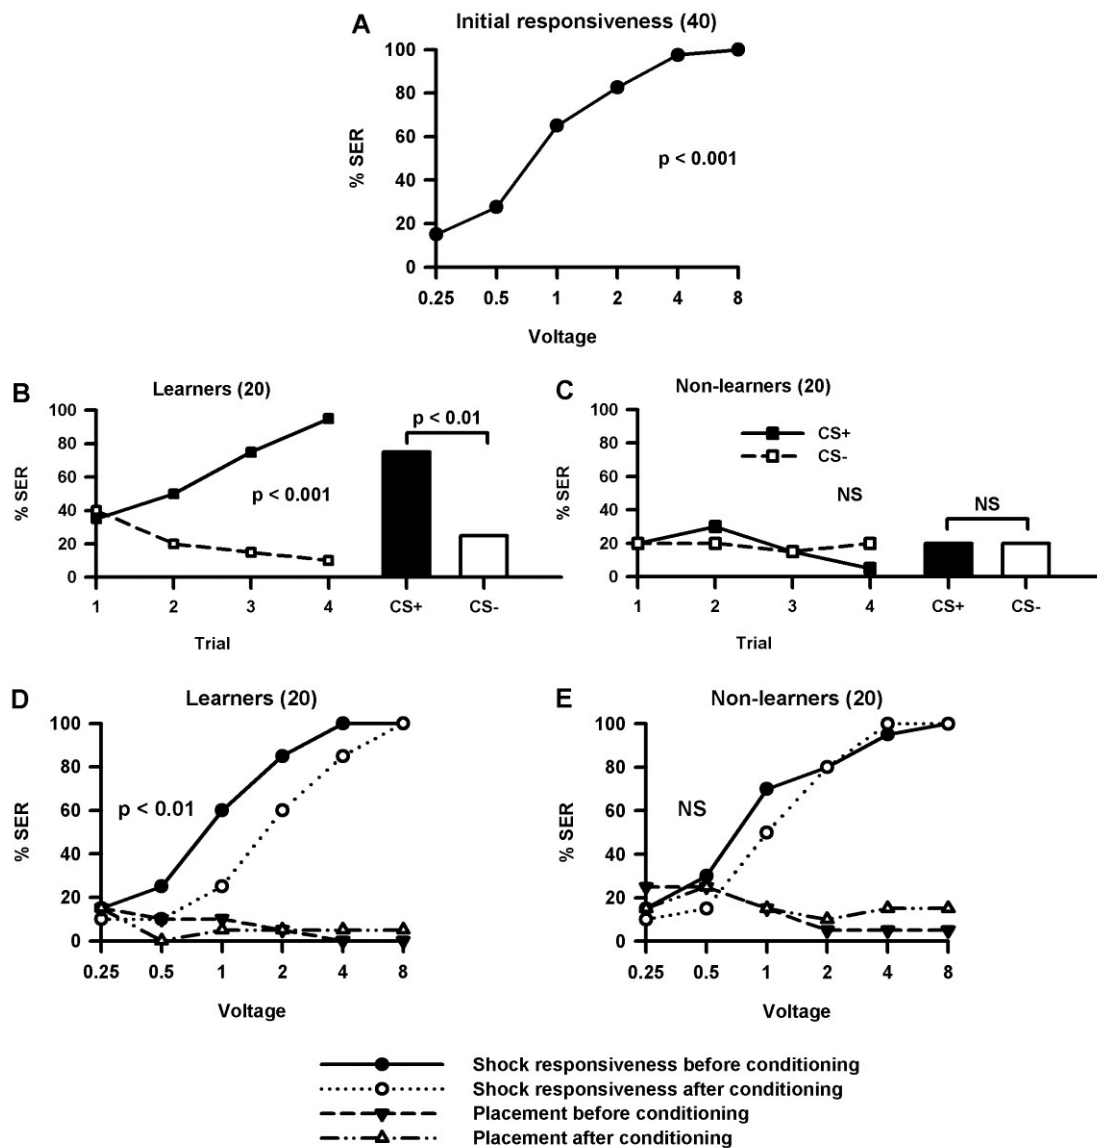 A
Initial responsiveness (40)
100
80
60
40
20
0
% SER
p < 0.001
0.25 0.5 1 2 4 8
Voltage
B
Learners (20)
100
80
60
40
20
0
% SER
p < 0.001
p < 0.01
1 2 3 4 CS+ CS-
Trial
C
Non-learners (20)
100
80
60
40
20
0
% SER
CS+
CS-
NS
NS
1 2 3 4 CS+ CS-
Trial
D
Learners (20)
100
80
60
40
20
0
% SER
p < 0.01
0.25 0.5 1 2 4 8
Voltage
E
Non-learners (20)
100
80
60
40
20
0
% SER
NS
0.25 0.5 1 2 4 8
Voltage
Shock responsiveness before conditioning
Shock responsiveness after conditioning
Placement before conditioning
Placement after conditioning